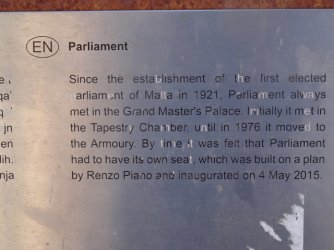 EN Parliament
Since the establishment of the first elected
arliament of Malta in 1921, Parliament always
met in the Grand Master's Palace. Initially it met in
the Tapestry Chamber, until in 1976 it moved to
the Armoury. By time it was felt that Parliament
had to have its own seat, which was built on a plan
by Renzo Piano and inaugurated on 4 May 2015.